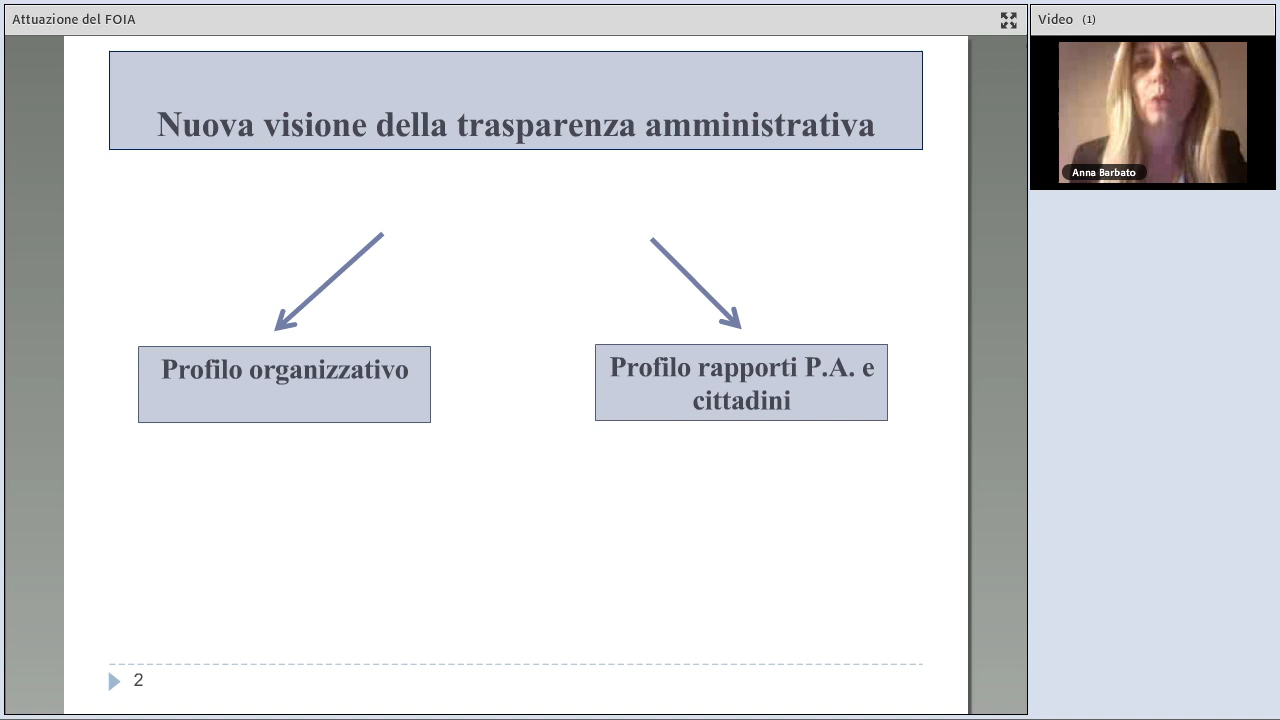 Attuazione del FOIA
Nuova visione della trasparenza amministrativa
Profilo organizzativo
Profilo rapporti P.A. e
cittadini
2
Video (1)
Anna Barbato